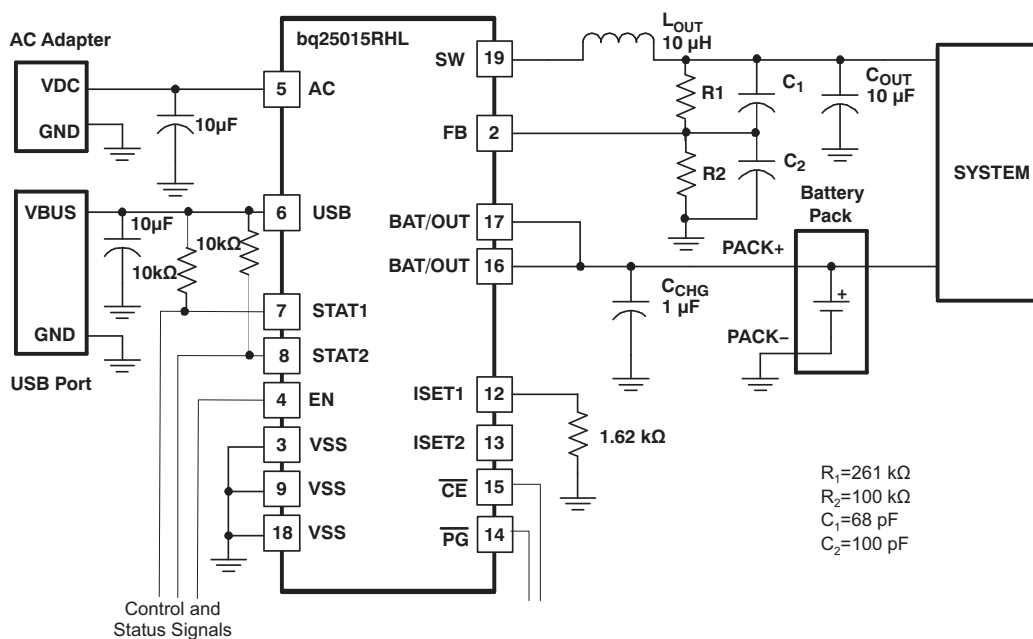 AC Adapter
VDC
GND
10µF
VBUS
GND
USB Port
10µF
10kΩ
10kΩ
bq25015RHL
5
AC
6
USB
7
STAT1
8
STAT2
4
EN
3
VSS
9
VSS
18
VSS
Control and
Status Signals
SW
19
FB
2
BAT/OUT
17
BAT/OUT
16
ISET1
12
ISET2
13
CE
15
PG
14
LOUT
10 µH
R1
C1
COUT
10 µF
R2
C2
CCHG
1 µF
1.62 kΩ
Battery
Pack
PACK+
+
PACK–
SYSTEM
R1=261 kΩ
R2=100 kΩ
C1=68 pF
C2=100 pF